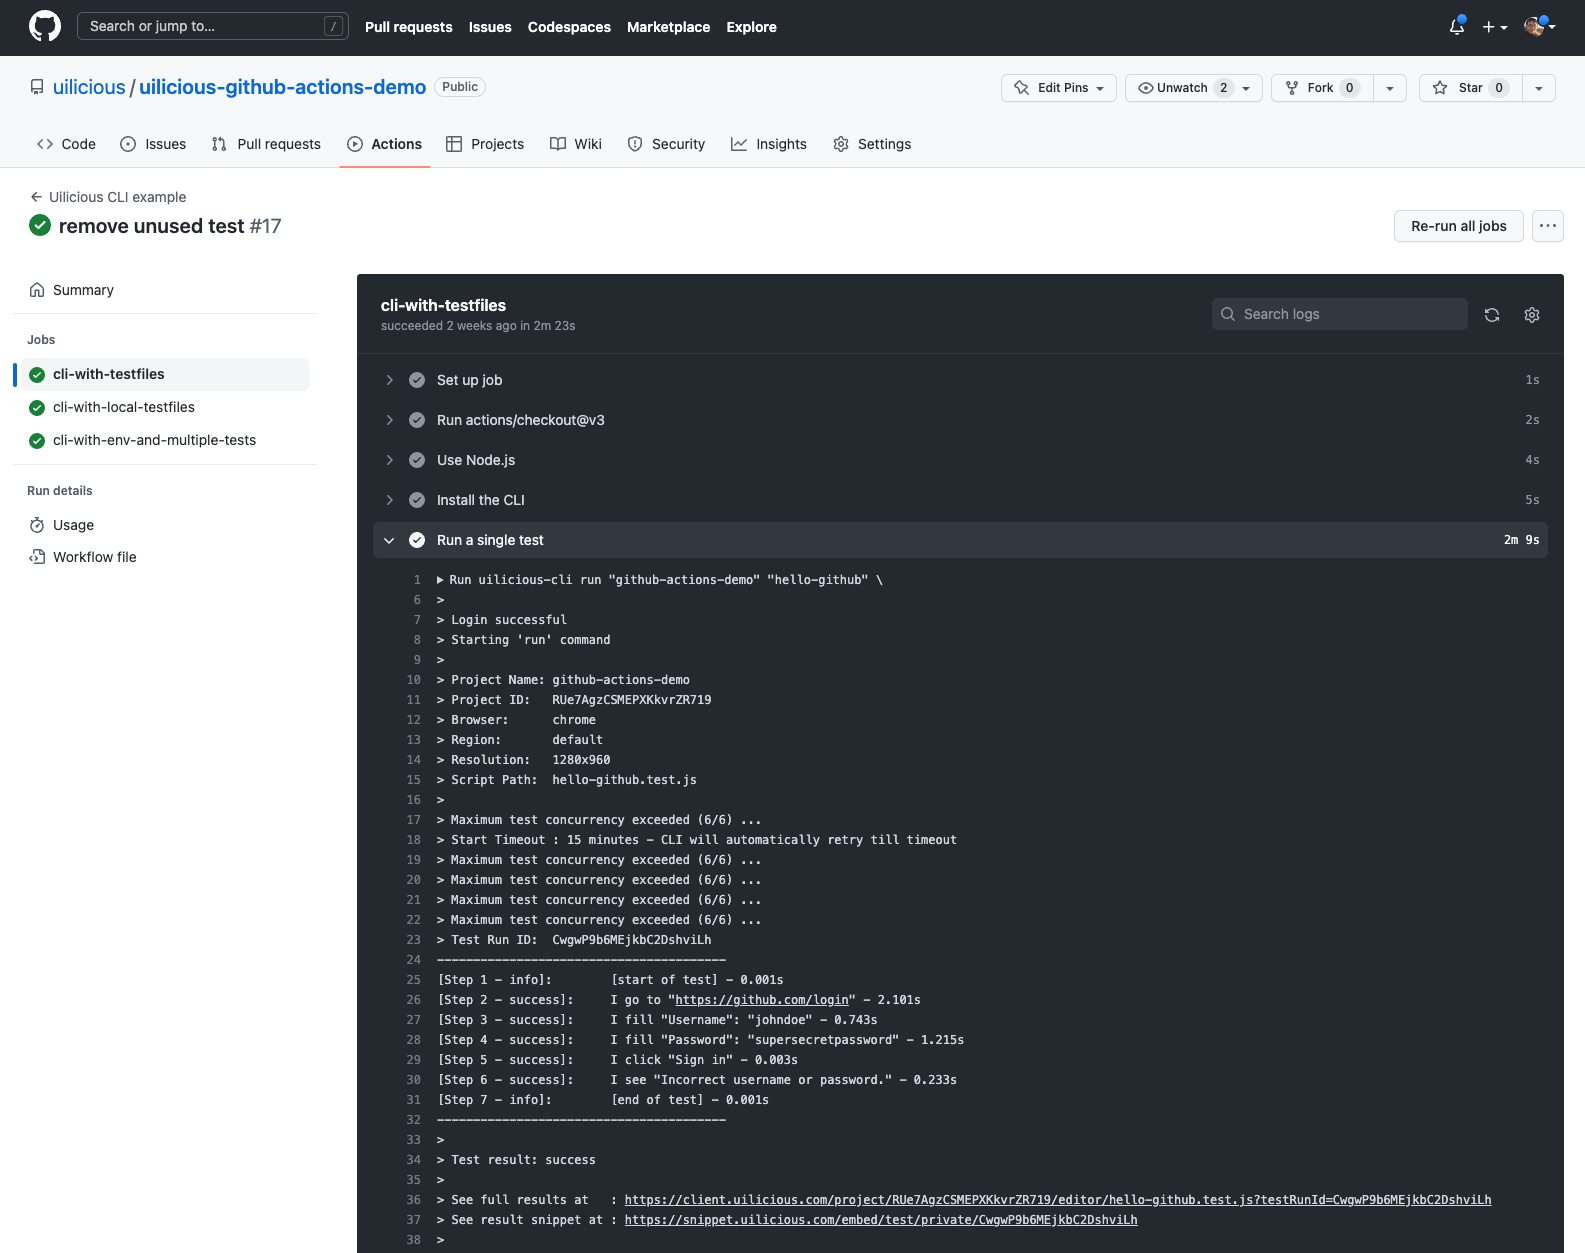 Search or jump to... / Pull requests Issues Codespaces Marketplace Explore
uilicious / uilicious-github-actions-demo Public Edit Pins Unwatch 2 Fork 0 Star 0
Code Issues Pull requests Actions Projects Wiki Security Insights Settings
← Uilicious CLI example
remove unused test #17 Re-run all jobs ...
Summary
Jobs
cli-with-testfiles
cli-with-local-testfiles
cli-with-env-and-multiple-tests
Run details
Usage
Workflow file
cli-with-testfiles
succeeded 2 weeks ago in 2m 23s
Search logs
Set up job 1s
Run actions/checkout@v3 2s
Use Node.js 4s
Install the CLI 5s
Run a single test 2m 9s
1 ▶ Run uilicious-cli run "github-actions-demo" "hello-github" \
6 >
7 > Login successful
8 > Starting 'run' command
9 >
10 > Project Name: github-actions-demo
11 > Project ID: RUe7AgzCSMEPXKkvrZR719
12 > Browser: chrome
13 > Region: default
14 > Resolution: 1280x960
15 > Script Path: hello-github.test.js
16 >
17 > Maximum test concurrency exceeded (6/6) ...
18 > Start Timeout : 15 minutes - CLI will automatically retry till timeout
19 > Maximum test concurrency exceeded (6/6) ...
20 > Maximum test concurrency exceeded (6/6) ...
21 > Maximum test concurrency exceeded (6/6) ...
22 > Maximum test concurrency exceeded (6/6) ...
23 > Test Run ID: CwgwP9b6MEjkbC2DshviLh
24 ----------------------------------------
25 [Step 1 - info]: [start of test] - 0.001s
26 [Step 2 - success]: I go to "https://github.com/login" - 2.101s
27 [Step 3 - success]: I fill "Username": "johndoe" - 0.743s
28 [Step 4 - success]: I fill "Password": "supersecretpassword" - 1.215s
29 [Step 5 - success]: I click "Sign in" - 0.003s
30 [Step 6 - success]: I see "Incorrect username or password." - 0.233s
31 [Step 7 - info]: [end of test] - 0.001s
32 ----------------------------------------
33 >
34 > Test result: success
35 >
36 > See full results at : https://client.uilicious.com/project/RUe7AgzCSMEPXKkvrZR719/editor/hello-github.test.js?testRunId=CwgwP9b6MEjkbC2DshviLh
37 > See result snippet at : https://snippet.uilicious.com/embed/test/private/CwgwP9b6MEjkbC2DshviLh
38 >